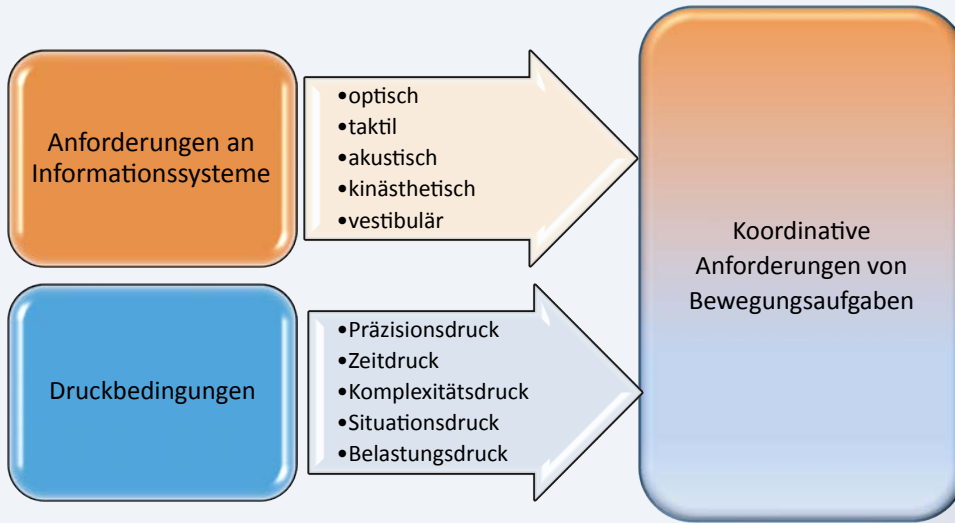 Anforderungen an
Informationssysteme
•optisch
•taktil
•akustisch
•kinästhetisch
•vestibulär
Druckbedingungen
•Präzisionsdruck
•Zeitdruck
•Komplexitätsdruck
•Situationsdruck
•Belastungsdruck
Koordinative
Anforderungen von
Bewegungsaufgaben